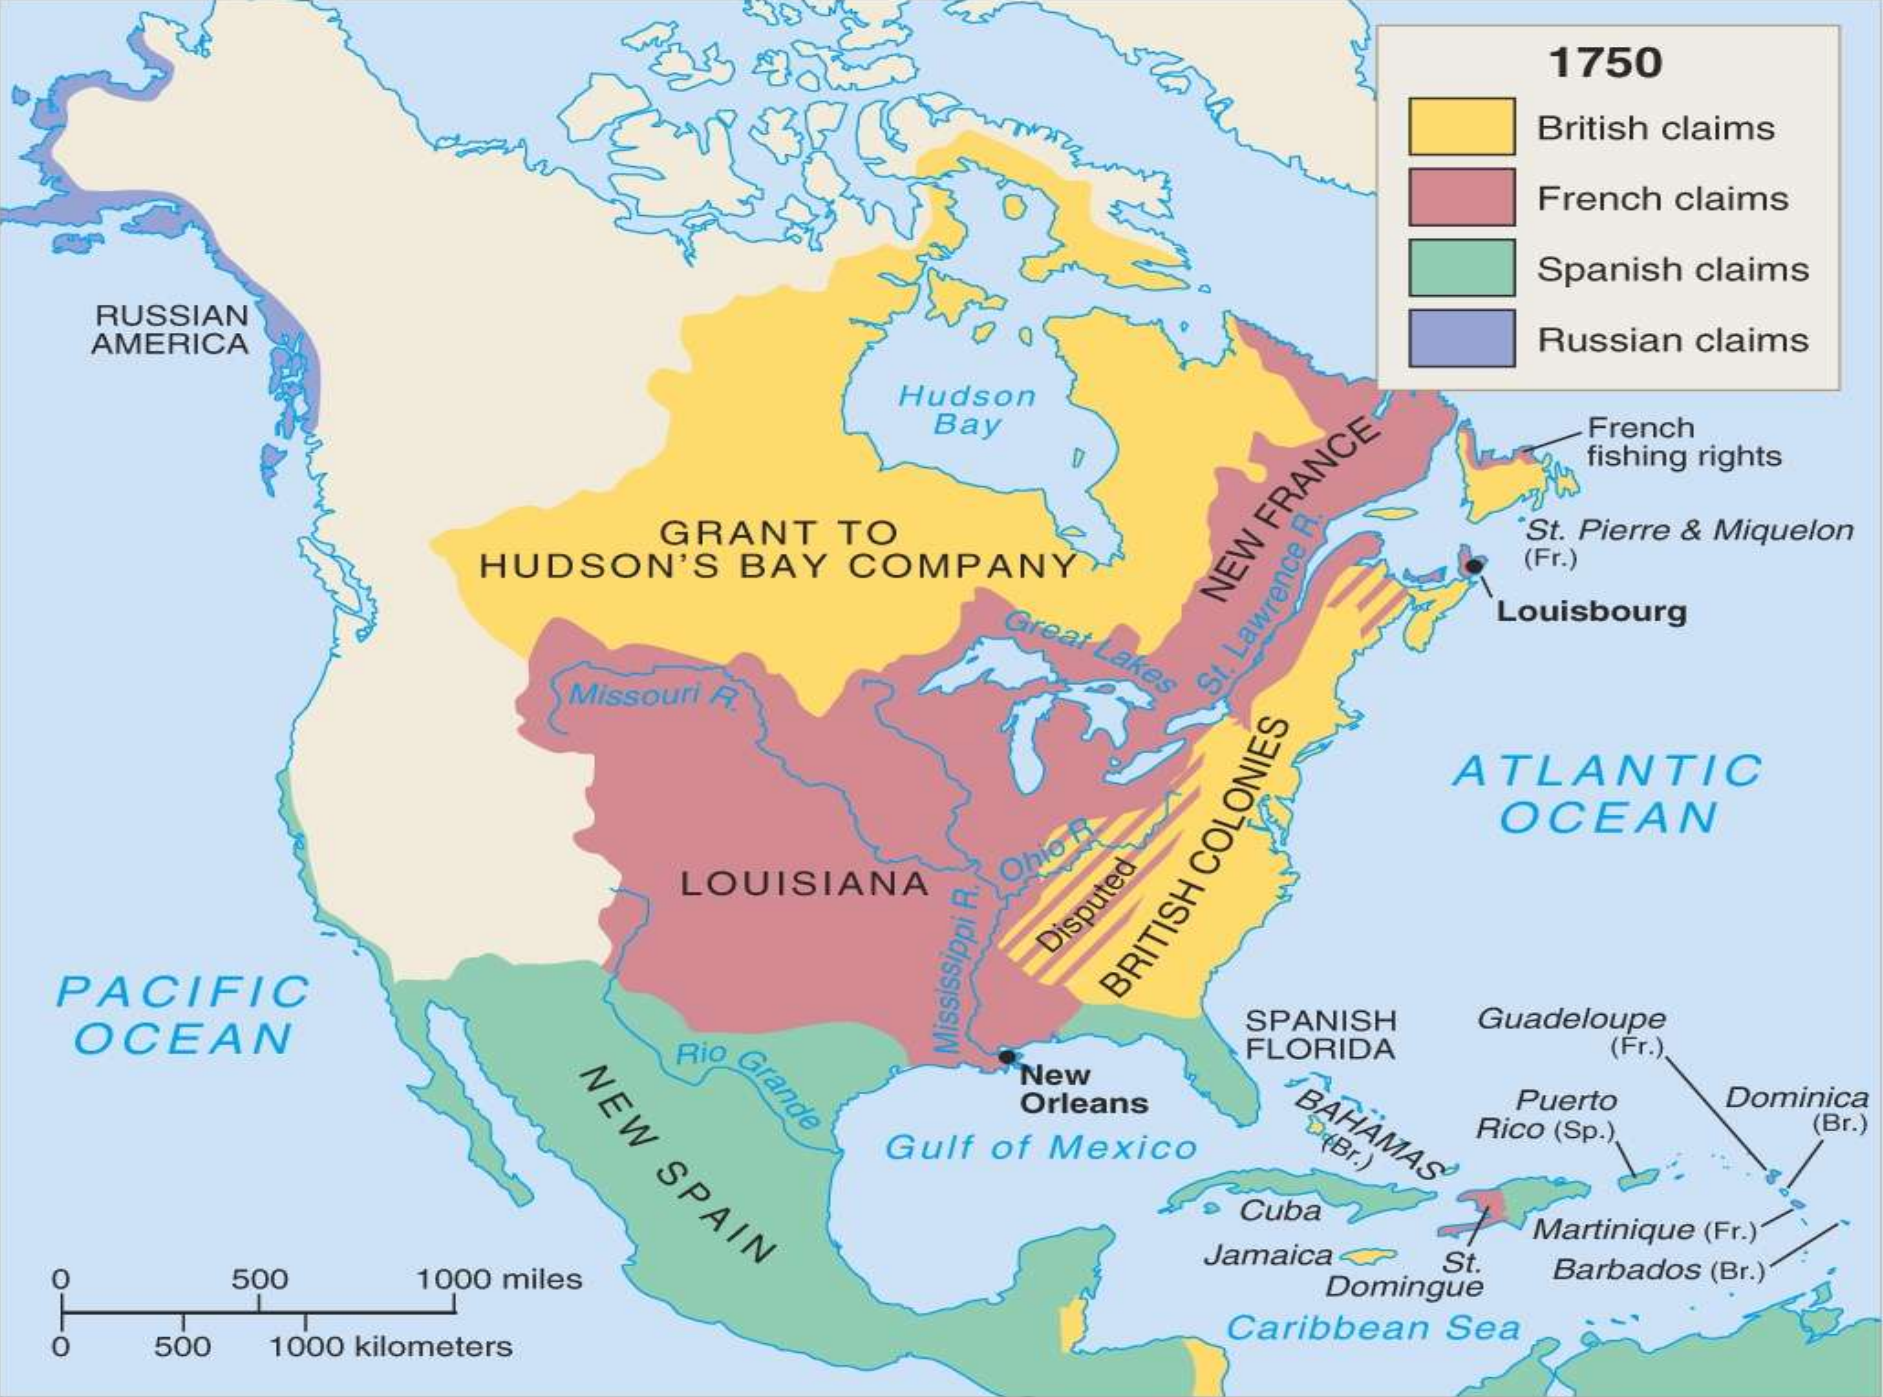 1750
British claims
French claims
Spanish claims
Russian claims
RUSSIAN
AMERICA
Hudson
Bay
French
fishing rights
GRANT TO
HUDSON'S BAY COMPANY
NEW FRANCE
St. Lawrence R.
St. Pierre & Miquelon
(Fr.)
Louisbourg
Great Lakes
Missouri R.
ATLANTIC
OCEAN
BRITISH COLONIES
Ohio R.
Disputed
LOUISIANA
Mississippi R.
PACIFIC
OCEAN
SPANISH
FLORIDA
Guadeloupe
(Fr.)
New
Orleans
Rio Grande
NEW SPAIN
Gulf of Mexico
BAHAMAS
(Br.)
Puerto
Rico (Sp.)
Dominica
(Br.)
Cuba
Jamaica
St.
Domingue
Martinique (Fr.)
Barbados (Br.)
Caribbean Sea
0 500 1000 miles
0 500 1000 kilometers